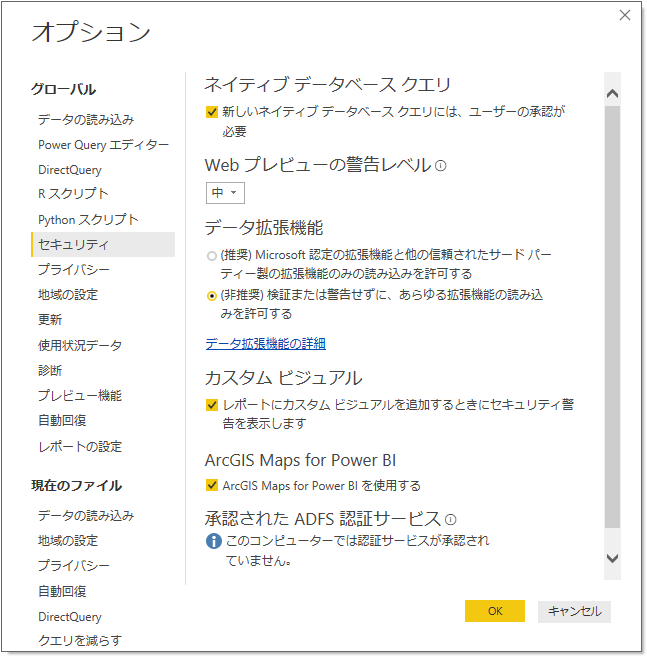 オプション
グローバル
データの読み込み
Power Query エディター
DirectQuery
R スクリプト
Python スクリプト
セキュリティ
プライバシー
地域の設定
更新
使用状況データ
診断
プレビュー機能
自動回復
レポートの設定
現在のファイル
データの読み込み
地域の設定
プライバシー
自動回復
DirectQuery
クエリを減らす
ネイティブ データベース クエリ
新しいネイティブ データベース クエリには、ユーザーの承認が
必要
Web プレビューの警告レベル
中
データ拡張機能
(推奨) Microsoft 認定の拡張機能と他の信頼されたサード パー
ティー製の拡張機能のみの読み込みを許可する
(非推奨) 検証または警告せずに、あらゆる拡張機能の読み込
みを許可する
データ拡張機能の詳細
カスタム ビジュアル
レポートにカスタム ビジュアルを追加するときにセキュリティ警
告を表示します
ArcGIS Maps for Power BI
ArcGIS Maps for Power BI を使用する
承認された ADFS 認証サービス
このコンピューターでは認証サービスが承認され
ていません。
OK
キャンセル